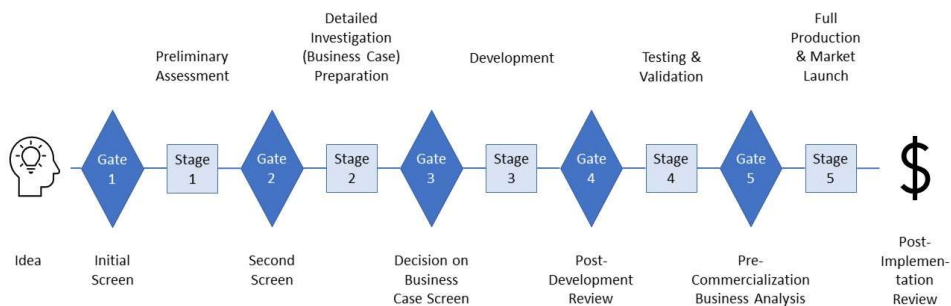 Preliminary
Assessment
Detailed
Investigation
(Business Case)
Preparation
Development
Testing &
Validation
Full
Production
& Market
Launch
Gate
1
Stage
1
Gate
2
Stage
2
Gate
3
Stage
3
Gate
4
Stage
4
Gate
5
Stage
5
$
Idea
Initial
Screen
Second
Screen
Decision on
Business
Case Screen
Post-
Development
Review
Pre-
Commercialization
Business Analysis
Post-
Implemen-
tation
Review